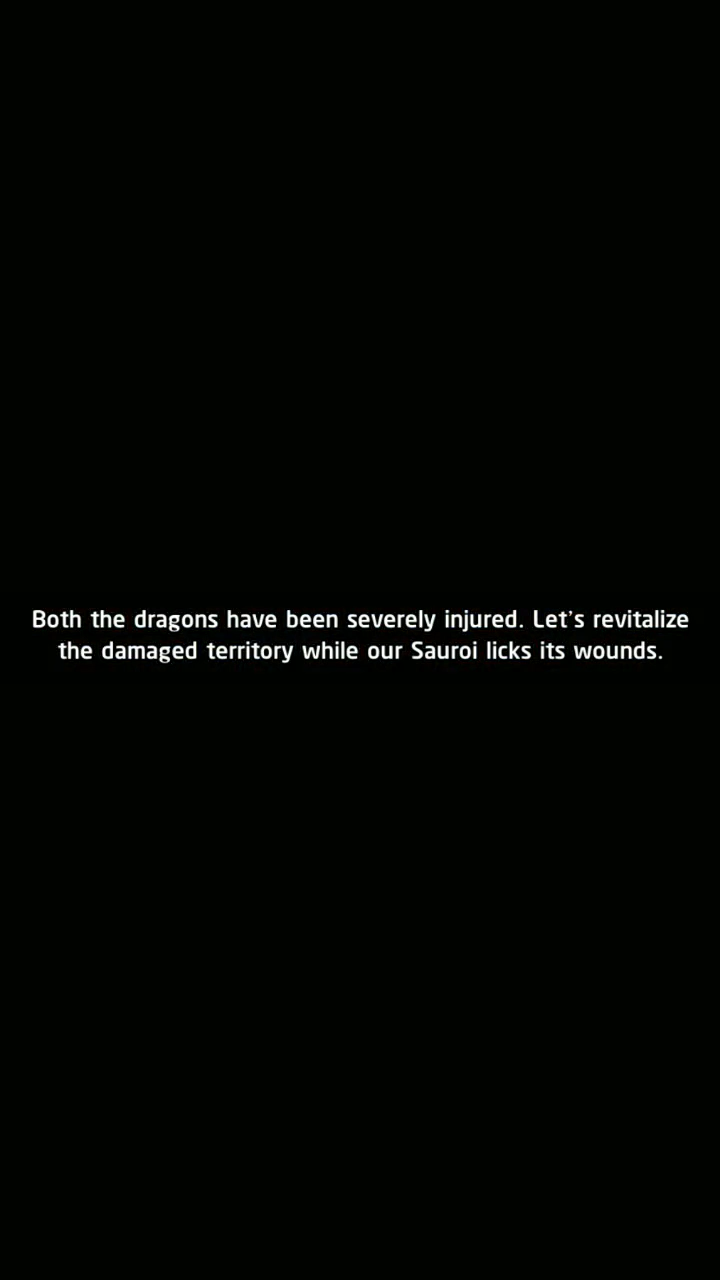 Both the dragons have been severely injured. Let's revitalize
the damaged territory while our Sauroi licks its wounds.